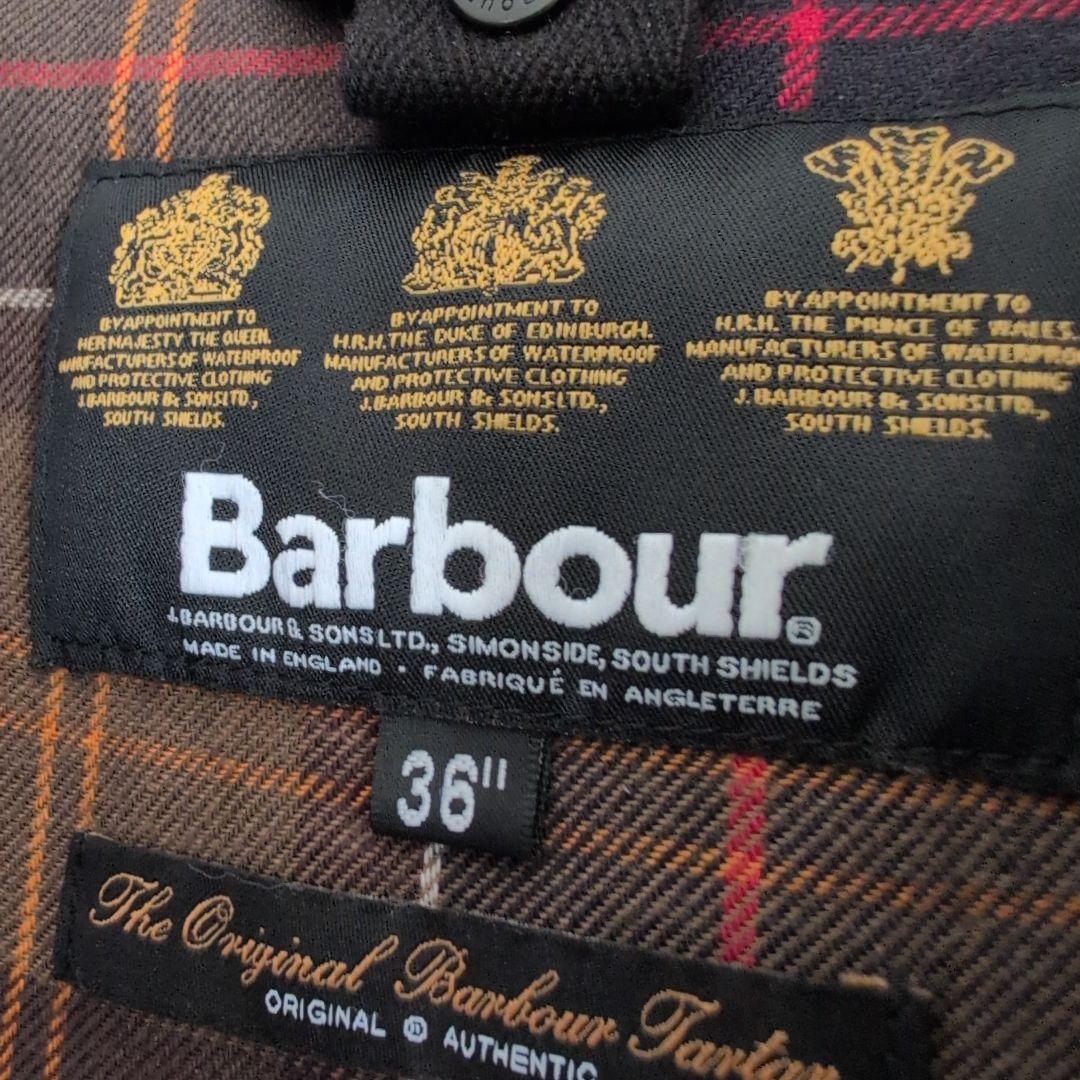 BY APPOINTMENT TO
HER MAJESTY THE QUEEN.
MANUFACTURERS OF WATERPROOF
AND PROTECTIVE CLOTHING
J. BARBOUR & SONS LTD.,
SOUTH SHIELDS.
BY APPOINTMENT TO
H.R.H. THE DUKE OF EDINBURGH.
MANUFACTURERS OF WATERPROOF
AND PROTECTIVE CLOTHING
J. BARBOUR & SONS LTD.,
SOUTH SHIELDS.
BY APPOINTMENT TO
H.R.H. THE PRINCE OF WALES.
MANUFACTURERS OF WATERPROO
AND PROTECTIVE CLOTHING
J. BARBOUR & SONS LTD.,
SOUTH SHIELDS.
Barbour®
J. BARBOUR & SONS LTD., SIMONSIDE, SOUTH SHIELDS
MADE IN ENGLAND · FABRIQUÉ EN ANGLETERRE
36"
The Original Barbour Tartan
ORIGINAL AUTHENTIC